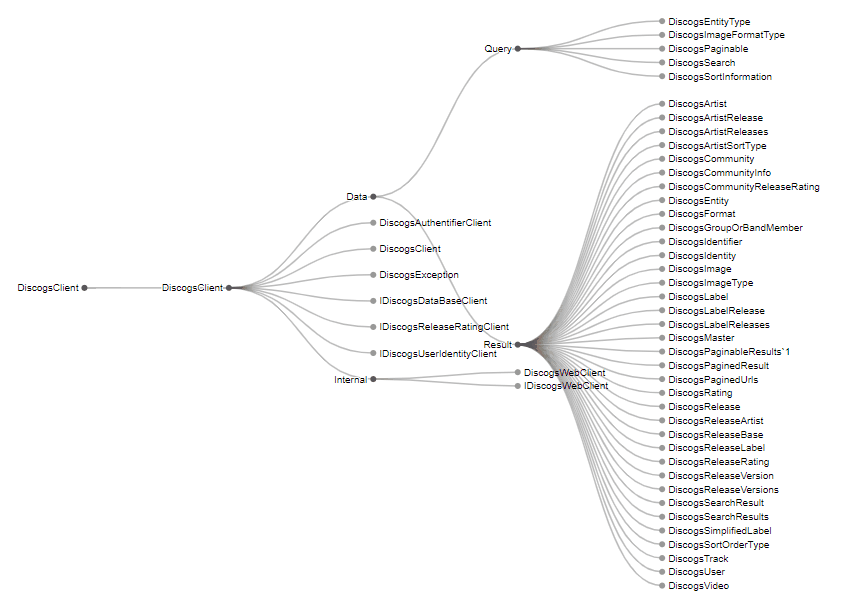 DiscogsClient
DiscogsClient
Data
Query
DiscogsEntityType
DiscogsImageFormatType
DiscogsPaginable
DiscogsSearch
DiscogsSortInformation
Result
DiscogsArtist
DiscogsArtistRelease
DiscogsArtistReleases
DiscogsArtistSortType
DiscogsCommunity
DiscogsCommunityInfo
DiscogsCommunityReleaseRating
DiscogsEntity
DiscogsFormat
DiscogsGroupOrBandMember
DiscogsIdentifier
DiscogsIdentity
DiscogsImage
DiscogsImageType
DiscogsLabel
DiscogsLabelRelease
DiscogsLabelReleases
DiscogsMaster
DiscogsPaginableResults`1
DiscogsPaginedResult
DiscogsPaginedUrls
DiscogsRating
DiscogsRelease
DiscogsReleaseArtist
DiscogsReleaseBase
DiscogsReleaseLabel
DiscogsReleaseRating
DiscogsReleaseVersion
DiscogsReleaseVersions
DiscogsSearchResult
DiscogsSearchResults
DiscogsSimplifiedLabel
DiscogsSortOrderType
DiscogsTrack
DiscogsUser
DiscogsVideo
DiscogsAuthentifierClient
DiscogsClient
DiscogsException
IDiscogsDataBaseClient
IDiscogsReleaseRatingClient
IDiscogsUserIdentityClient
Internal
DiscogsWebClient
IDiscogsWebClient